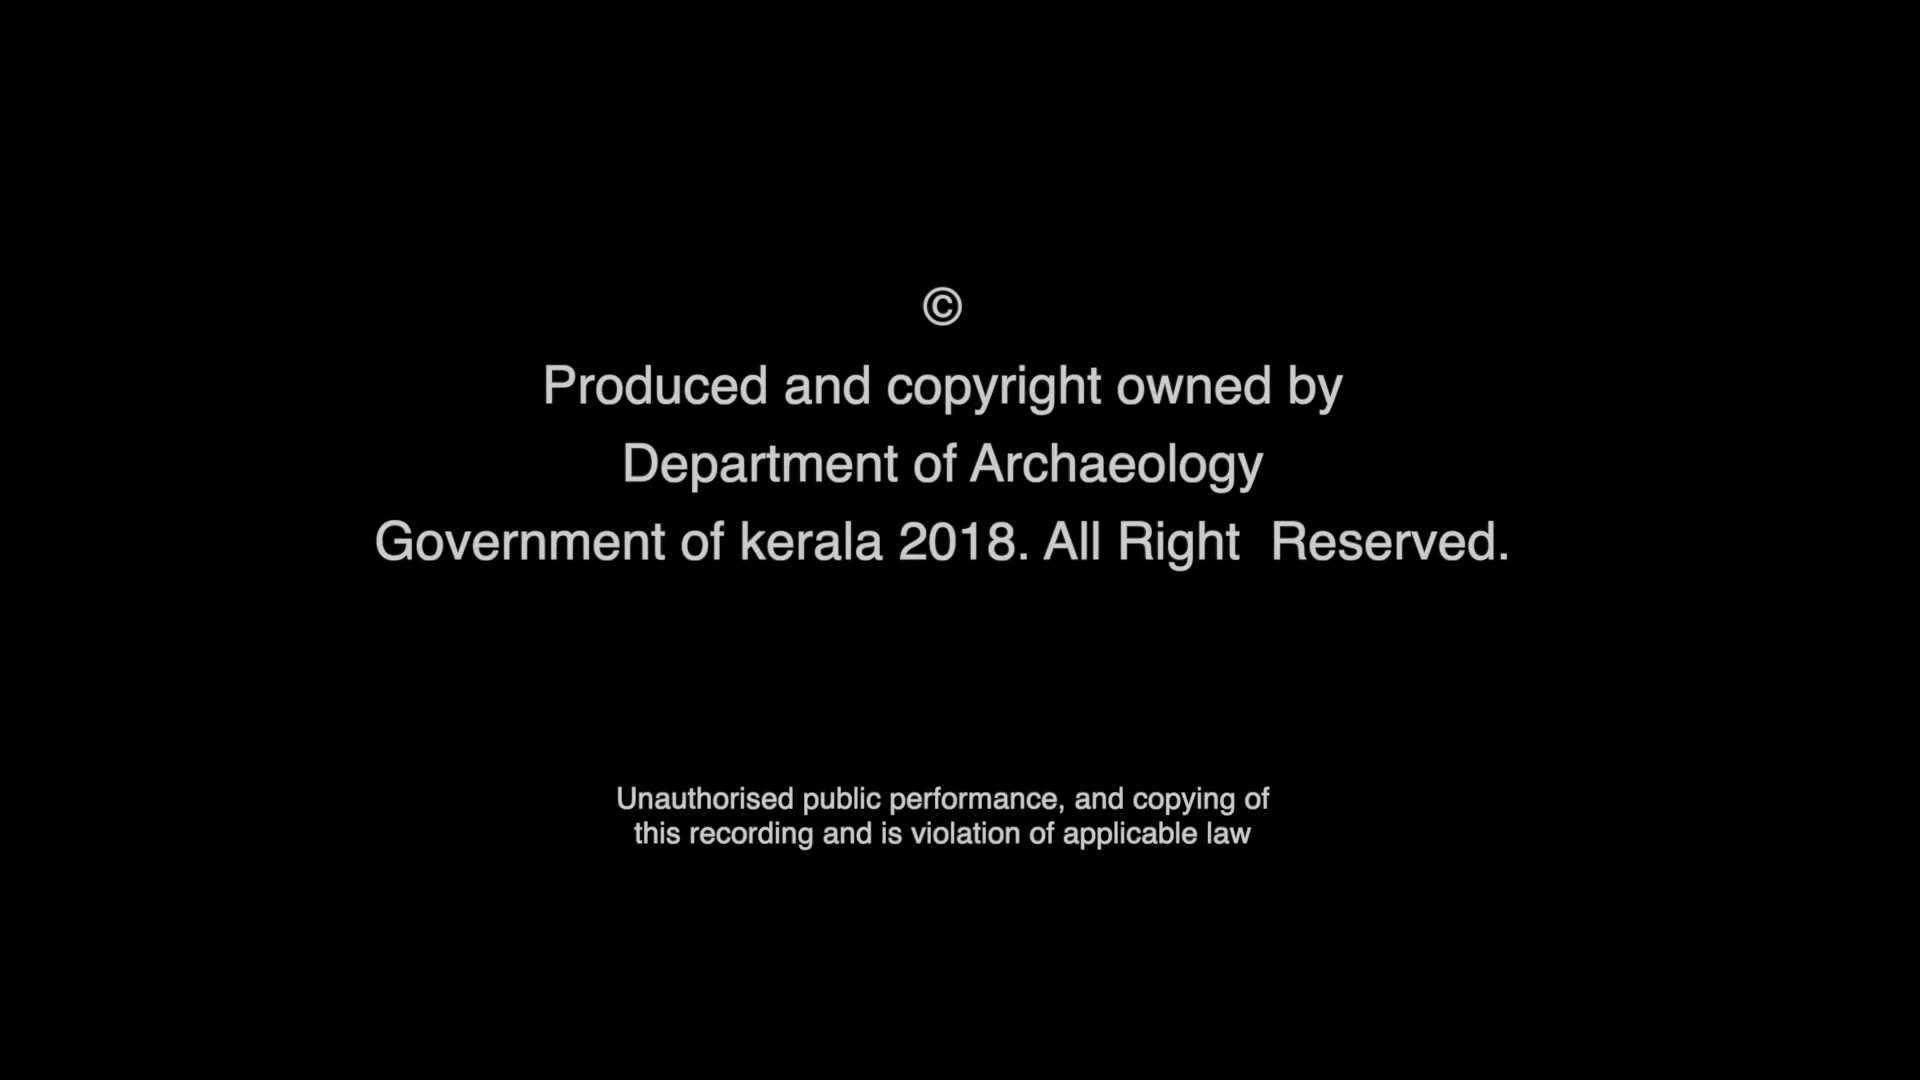 ©
Produced and copyright owned by
Department of Archaeology
Government of kerala 2018. All Right  Reserved.
Unauthorised public performance, and copying of
this recording and is violation of applicable law